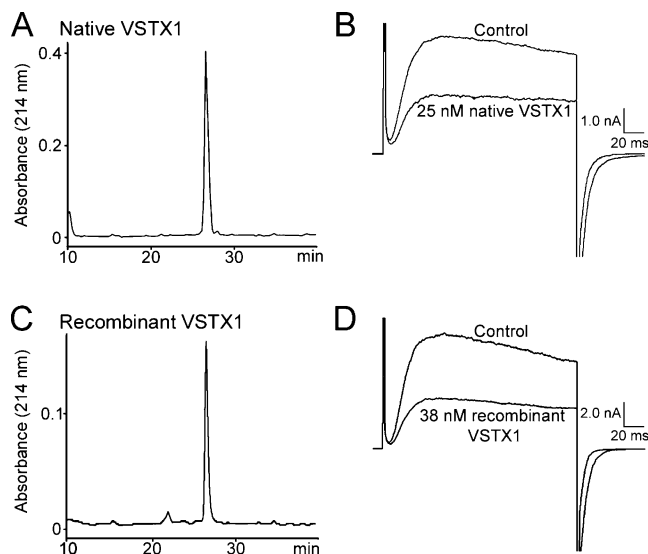 A
Native VSTX1
Absorbance (214 nm)
0.4
0.2
0
10
20
30
min
B
Control
25 nM native VSTX1
1.0 nA
20 ms
C
Recombinant VSTX1
Absorbance (214 nm)
0.1
0
10
20
30
min
D
Control
38 nM recombinant
VSTX1
2.0 nA
20 ms